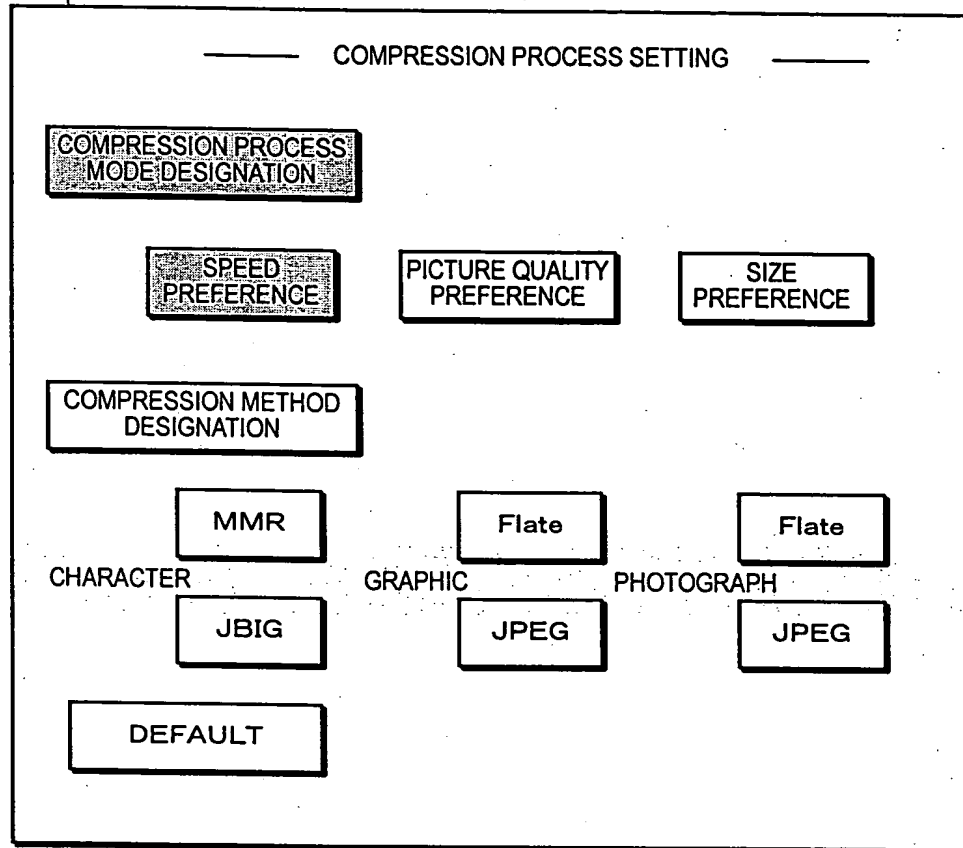 COMPRESSION PROCESS SETTING
COMPRESSION PROCESS
MODE DESIGNATION
SPEED
PREFERENCE
PICTURE QUALITY
PREFERENCE
SIZE
PREFERENCE
COMPRESSION METHOD
DESIGNATION
CHARACTER
MMR
JBIG
GRAPHIC
Flate
JPEG
PHOTOGRAPH
Flate
JPEG
DEFAULT